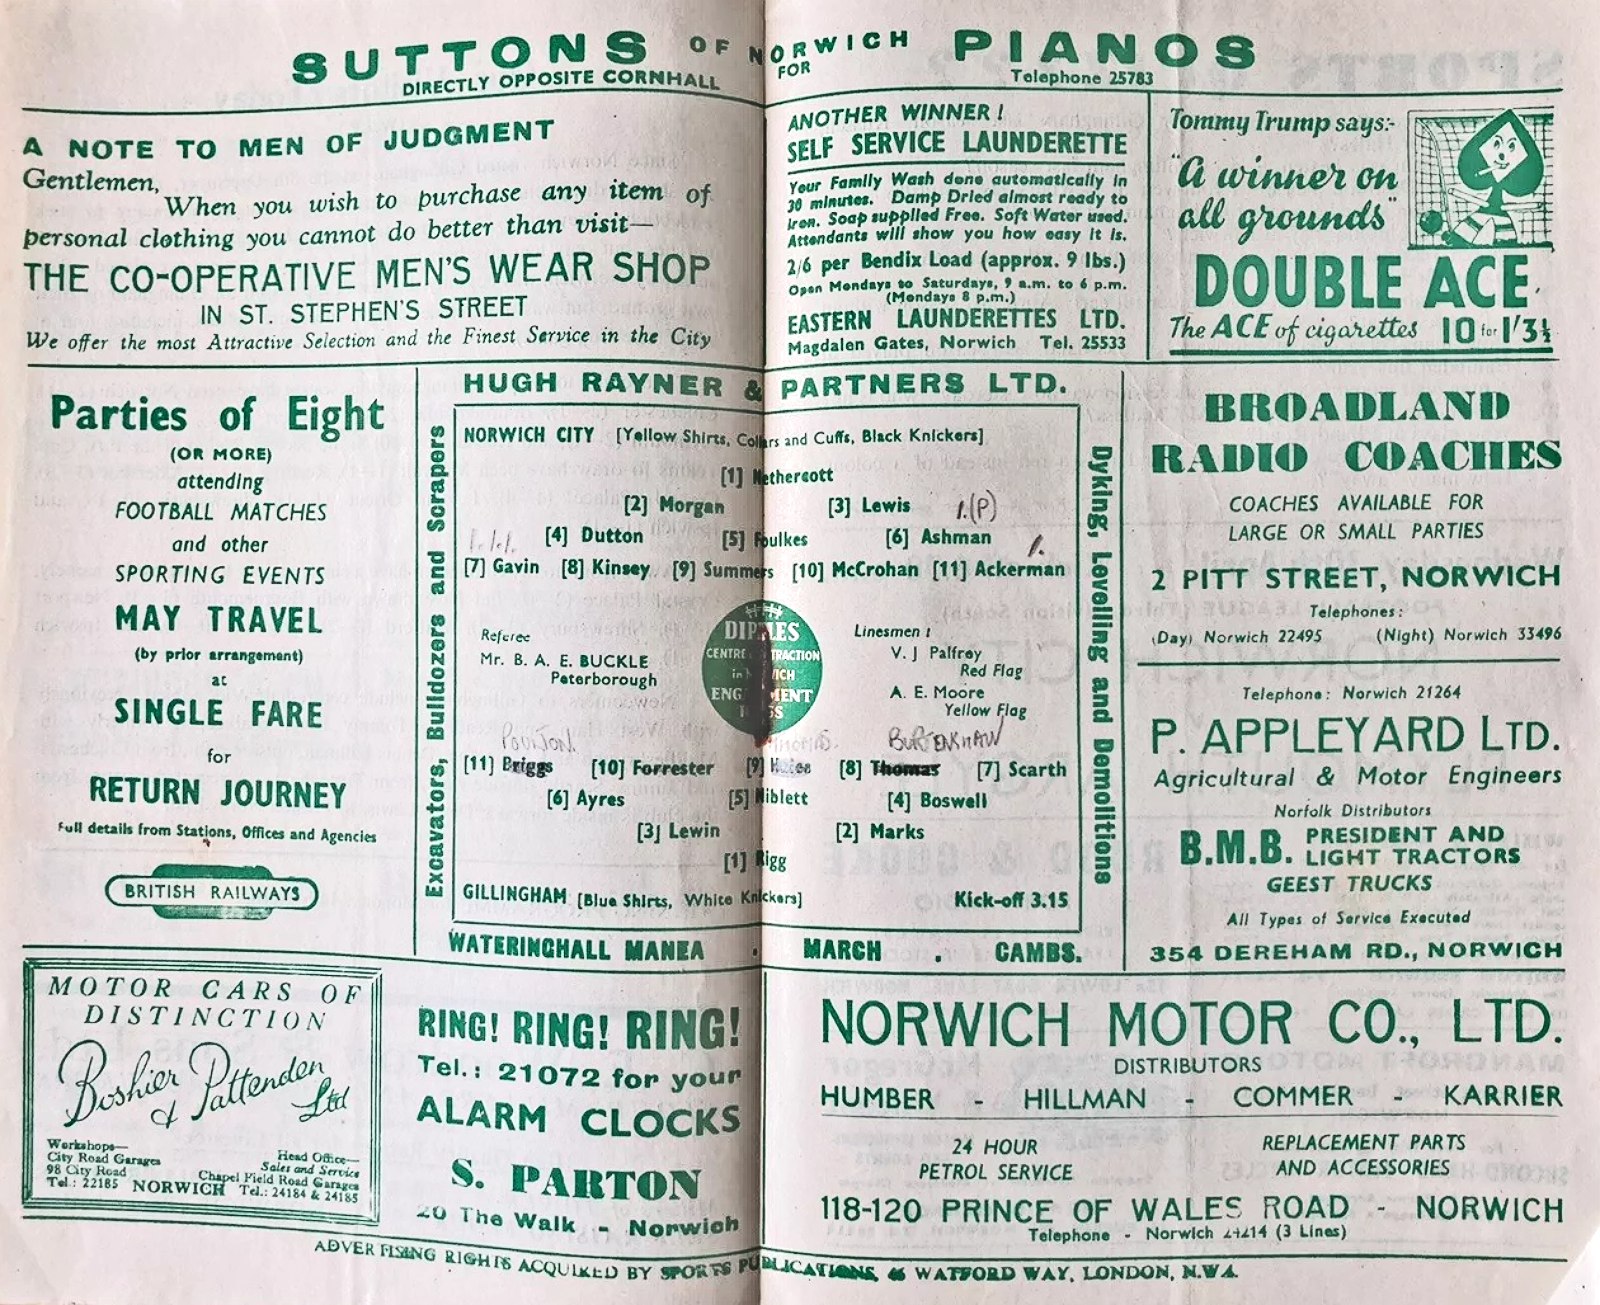 SUTTONS OF NORWICH FOR PIANOS
DIRECTLY OPPOSITE CORNHALL
Telephone 25783
A NOTE TO MEN OF JUDGMENT
Gentlemen,
When you wish to purchase any item of
personal clothing you cannot do better than visit—
THE CO-OPERATIVE MEN'S WEAR SHOP
IN ST. STEPHEN'S STREET
We offer the most Attractive Selection and the Finest Service in the City
ANOTHER WINNER!
SELF SERVICE LAUNDERETTE
Your Family Wash done automatically in
30 minutes. Damp Dried almost ready to
Iron. Soap supplied Free. Soft Water used.
Attendants will show you how easy it is.
2/6 per Bendix Load (approx. 9 lbs.)
Open Mondays to Saturdays, 9 a.m. to 6 p.m.
(Mondays 8 p.m.)
EASTERN LAUNDERETTES LTD.
Magdalen Gates, Norwich Tel. 25533
Tommy Trump says:-
"A winner on
all grounds"
DOUBLE ACE
The ACE of cigarettes 10 for 1'3½
Parties of Eight
(OR MORE)
attending
FOOTBALL MATCHES
and other
SPORTING EVENTS
MAY TRAVEL
(by prior arrangement)
at
SINGLE FARE
for
RETURN JOURNEY
Full details from Stations, Offices and Agencies
BRITISH RAILWAYS
HUGH RAYNER & PARTNERS LTD.
Excavators, Bulldozers and Scrapers
NORWICH CITY [Yellow Shirts, Collars and Cuffs, Black Knickers]
[1] Nethercott
[2] Morgan [3] Lewis 1.(P)
[4] Dutton [5] Foulkes [6] Ashman
1.1.1. 1.
[7] Gavin [8] Kinsey [9] Summers [10] McCrohan [11] Ackerman
Referee
Mr. B. A. E. BUCKLE
Peterborough
DIPPLES
CENTRE ATTRACTION
in NORWICH
ENGAGEMENT
RINGS
Linesmen:
V. J Palfrey
Red Flag
A. E. Moore
Yellow Flag
POULTON. THOMAS. BURTENSHAW
[11] Briggs [10] Forrester [9] [8] Thomas [7] Scarth
[6] Ayres [5] Niblett [4] Boswell
[3] Lewin [2] Marks
[1] Rigg
GILLINGHAM [Blue Shirts, White Knickers] Kick-off 3.15
Dyking, Levelling and Demolitions
WATERINGHALL MANEA . MARCH . CAMBS.
BROADLAND
RADIO COACHES
COACHES AVAILABLE FOR
LARGE OR SMALL PARTIES
2 PITT STREET, NORWICH
Telephones:
(Day) Norwich 22495 (Night) Norwich 33496
Telephone: Norwich 21264
P. APPLEYARD LTD.
Agricultural & Motor Engineers
Norfolk Distributors
B.M.B. PRESIDENT AND
LIGHT TRACTORS
GEEST TRUCKS
All Types of Service Executed
354 DEREHAM RD., NORWICH
MOTOR CARS OF
DISTINCTION
Boshier & Pattenden Ltd
Workshops—
City Road Garages
98 City Road
Tel.: 22185
NORWICH
Head Office—
Sales and Service
Chapel Field Road Garages
Tel.: 24184 & 24185
RING! RING! RING!
Tel.: 21072 for your
ALARM CLOCKS
S. PARTON
20 The Walk - Norwich
NORWICH MOTOR CO., LTD.
DISTRIBUTORS
HUMBER - HILLMAN - COMMER - KARRIER
24 HOUR
PETROL SERVICE
REPLACEMENT PARTS
AND ACCESSORIES
118-120 PRINCE OF WALES ROAD - NORWICH
Telephone - Norwich 24214 (3 Lines)
ADVERTISING RIGHTS ACQUIRED BY SPORTS PUBLICATIONS, 46 WATFORD WAY, LONDON, N.W.4.